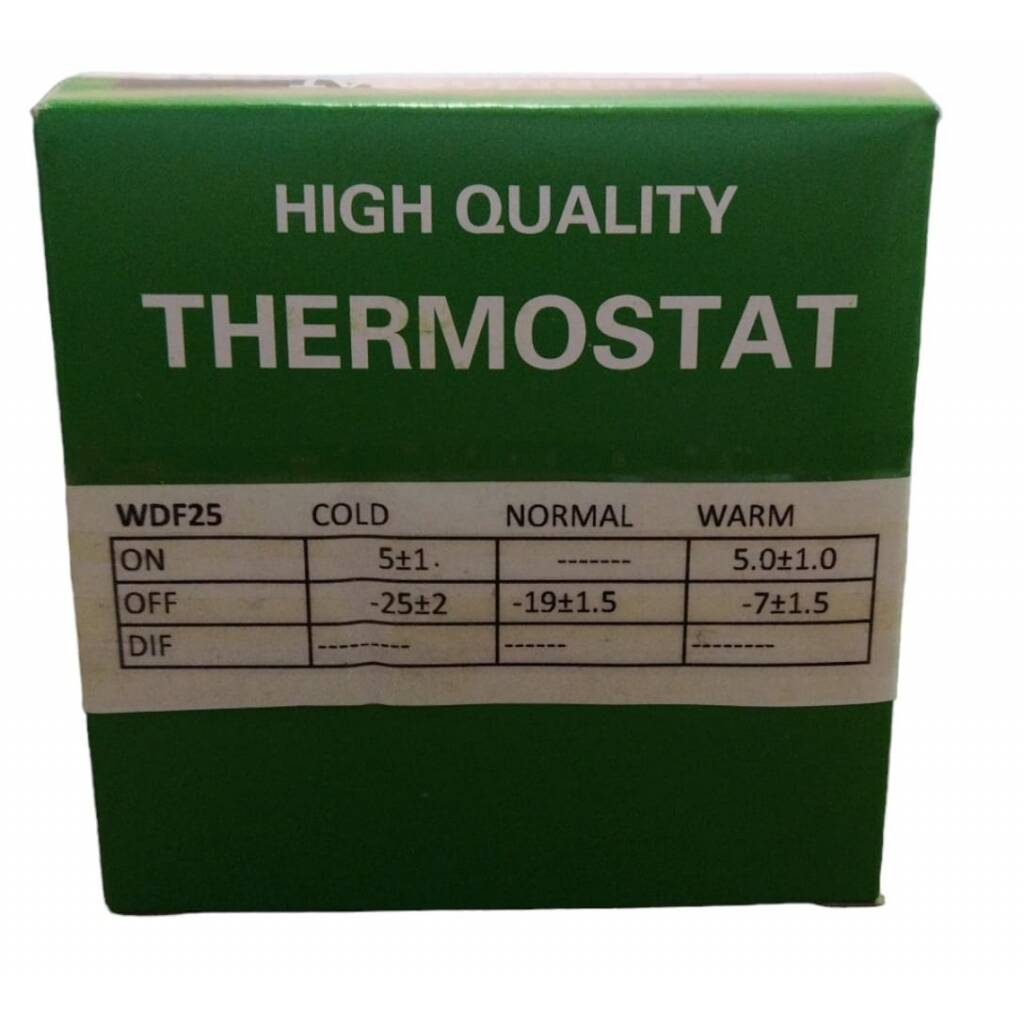 HIGH QUALITY
THERMOSTAT
WDF25 COLD NORMAL WARM
ON 5±1. ------- 5.0±1.0
OFF -25±2 -19±1.5 -7±1.5
DIF --------- ------ --------